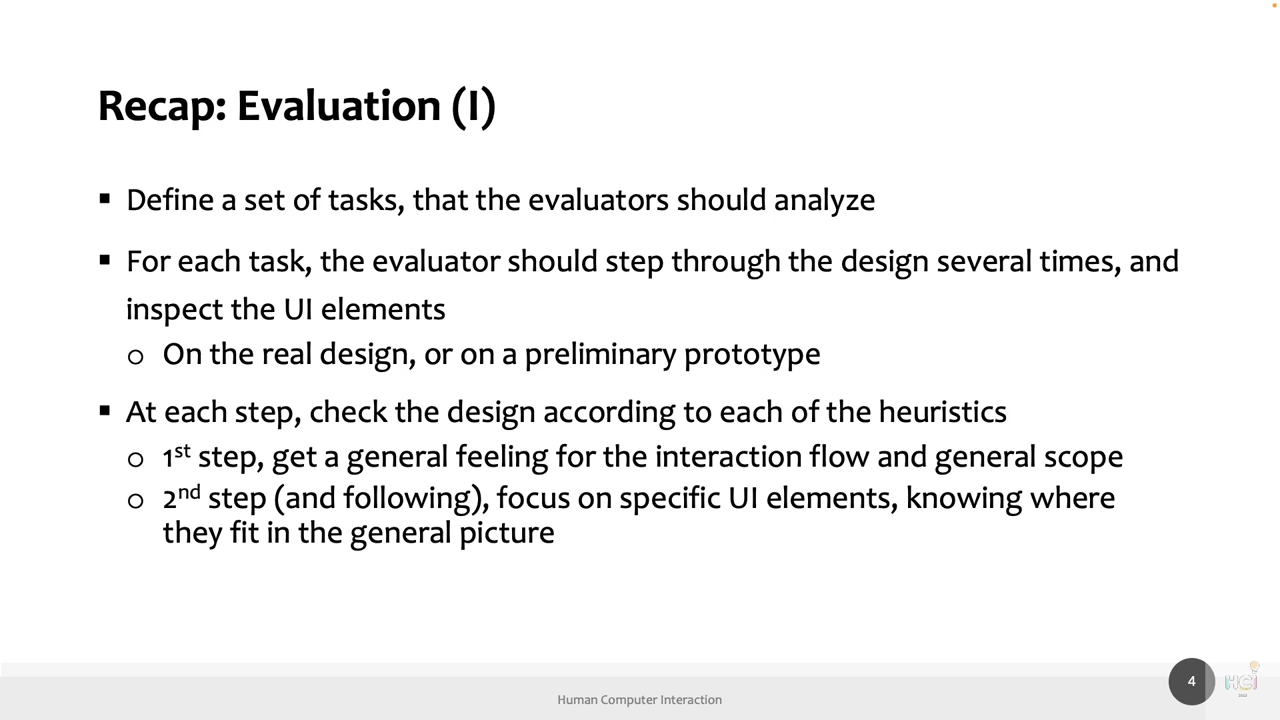 Recap: Evaluation (I)
▪ Define a set of tasks, that the evaluators should analyze
▪ For each task, the evaluator should step through the design several times, and
inspect the UI elements
o On the real design, or on a preliminary prototype
▪ At each step, check the design according to each of the heuristics
o 1st step, get a general feeling for the interaction flow and general scope
o 2nd step (and following), focus on specific UI elements, knowing where
they fit in the general picture
Human Computer Interaction
4
HCI